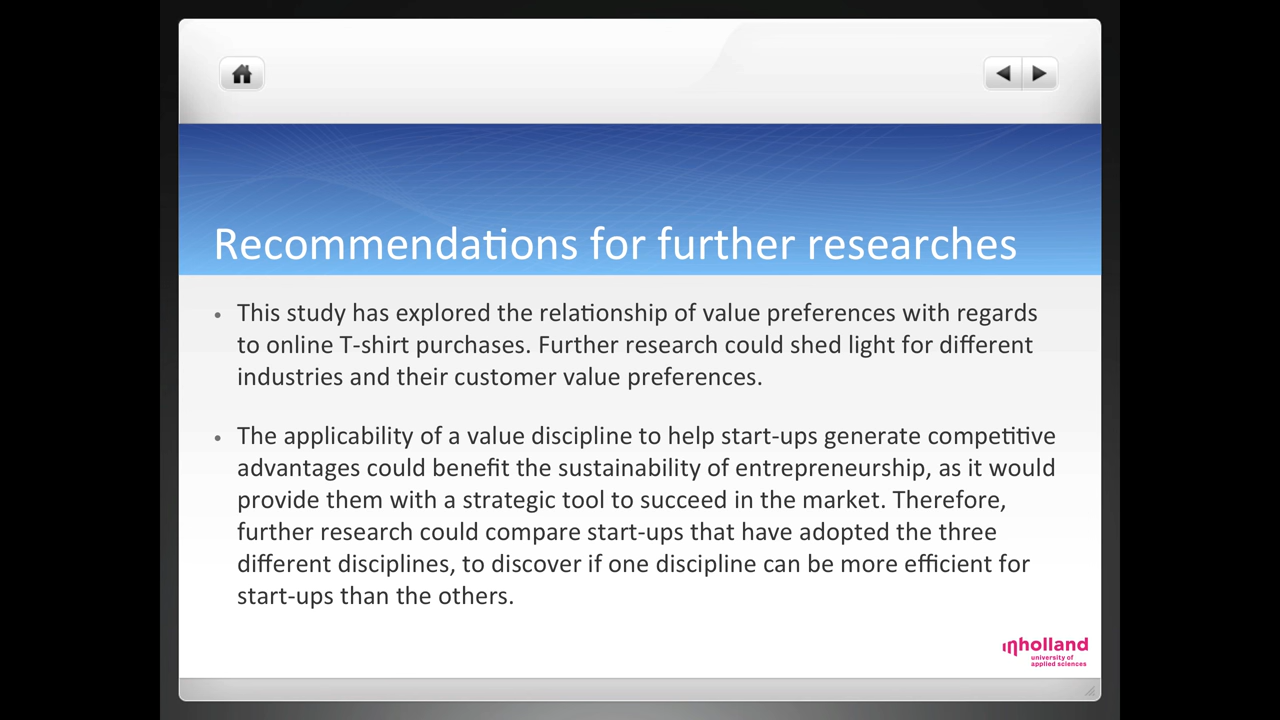 Recommendations for further researches
• This study has explored the relationship of value preferences with regards
to online T-shirt purchases. Further research could shed light for different
industries and their customer value preferences.
• The applicability of a value discipline to help start-ups generate competitive
advantages could benefit the sustainability of entrepreneurship, as it would
provide them with a strategic tool to succeed in the market. Therefore,
further research could compare start-ups that have adopted the three
different disciplines, to discover if one discipline can be more efficient for
start-ups than the others.
inholland
university of
applied sciences